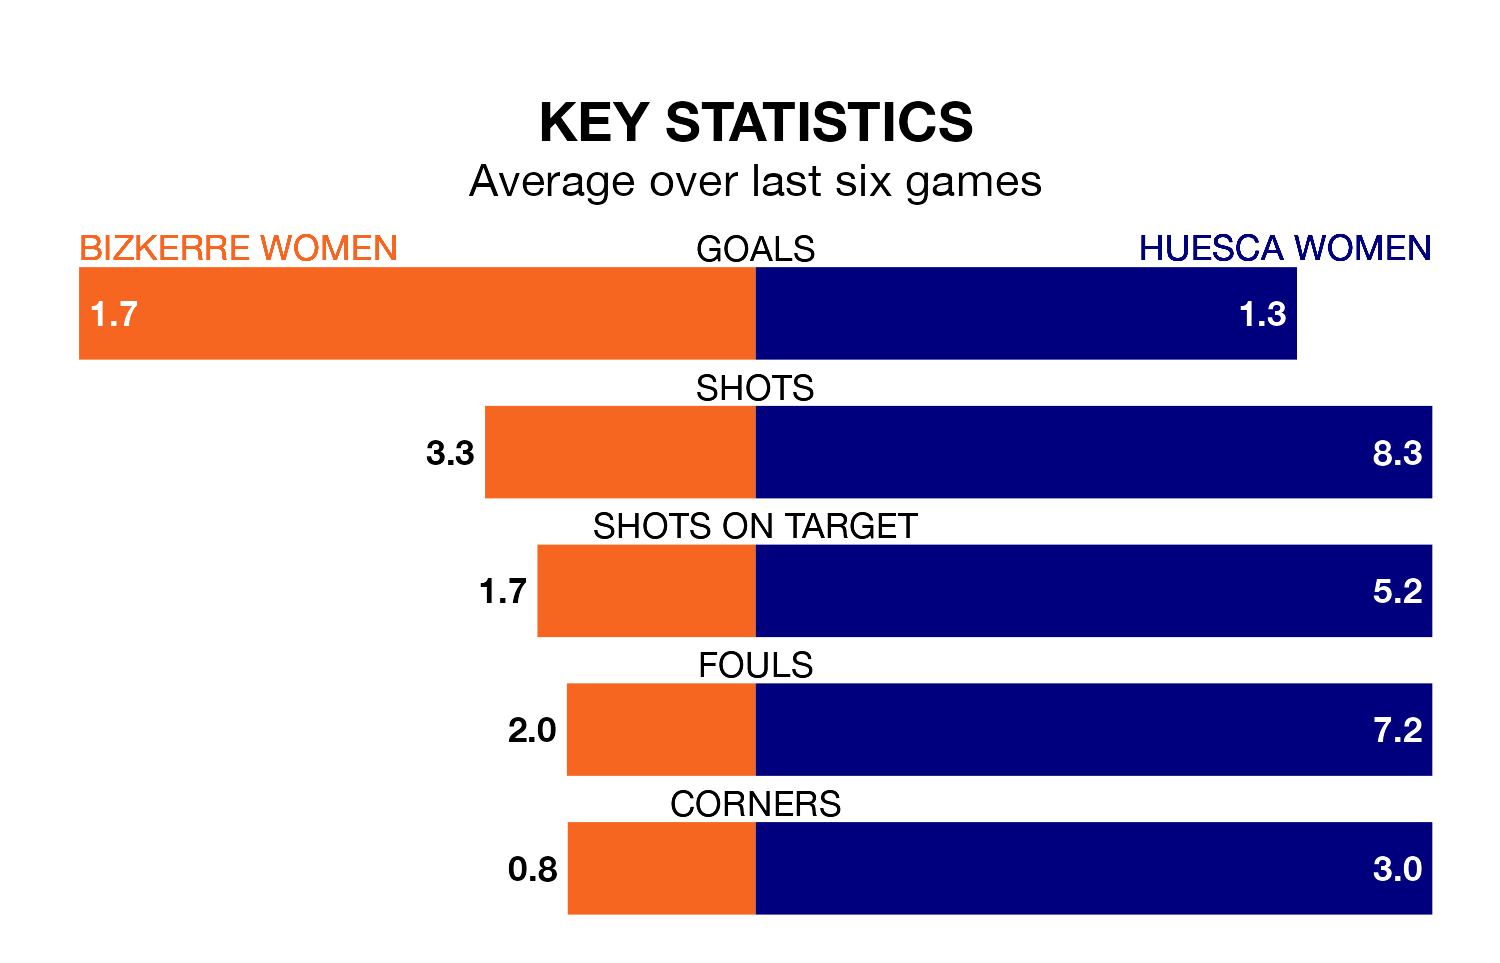 KEY STATISTICS
Average over last six games
BIZKERRE WOMEN GOALS HUESCA WOMEN
1.7 1.3
SHOTS
3.3 8.3
SHOTS ON TARGET
1.7 5.2
FOULS
2.0 7.2
CORNERS
0.8 3.0